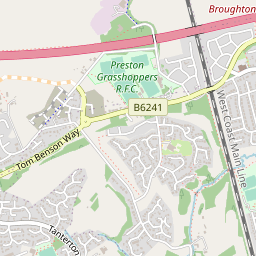 Broughton
Preston
Grasshoppers
R.F.C.
B6241
West Coast Main Line
Tom Benson Way
Tanterton